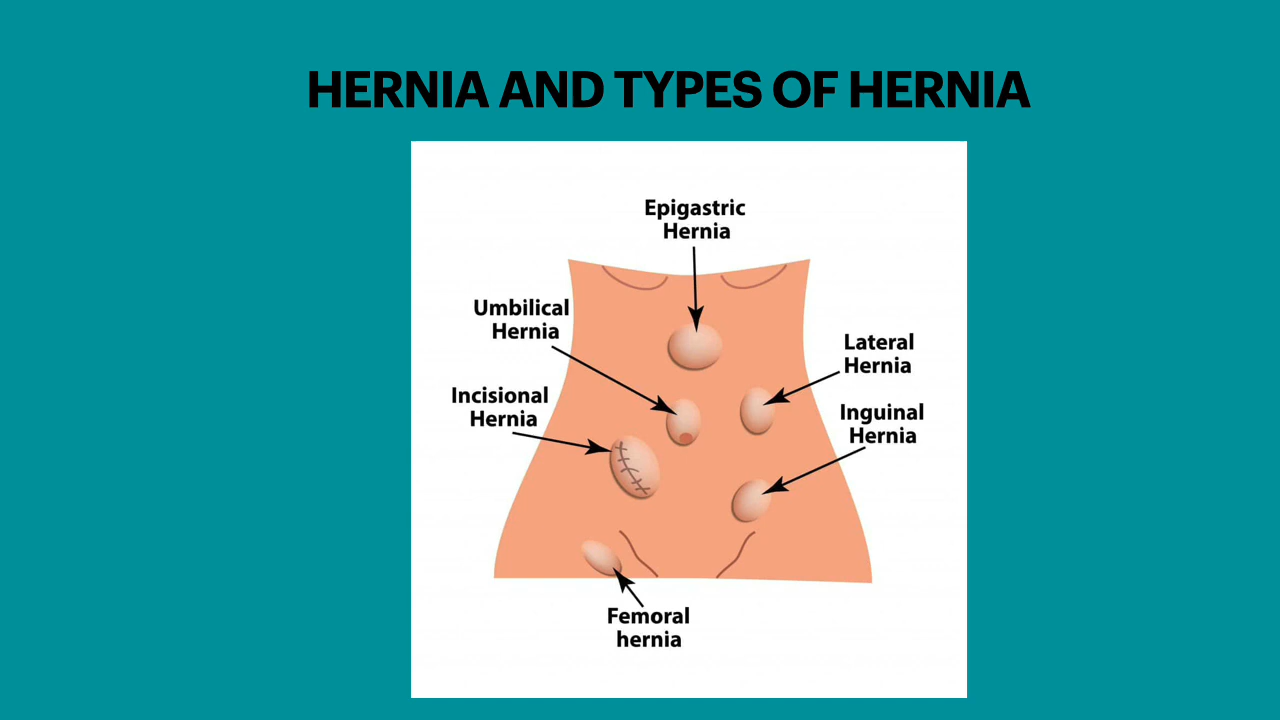 HERNIA AND TYPES OF HERNIA
Epigastric
Hernia
Umbilical
Hernia
Lateral
Hernia
Incisional
Hernia
Inguinal
Hernia
Femoral
hernia